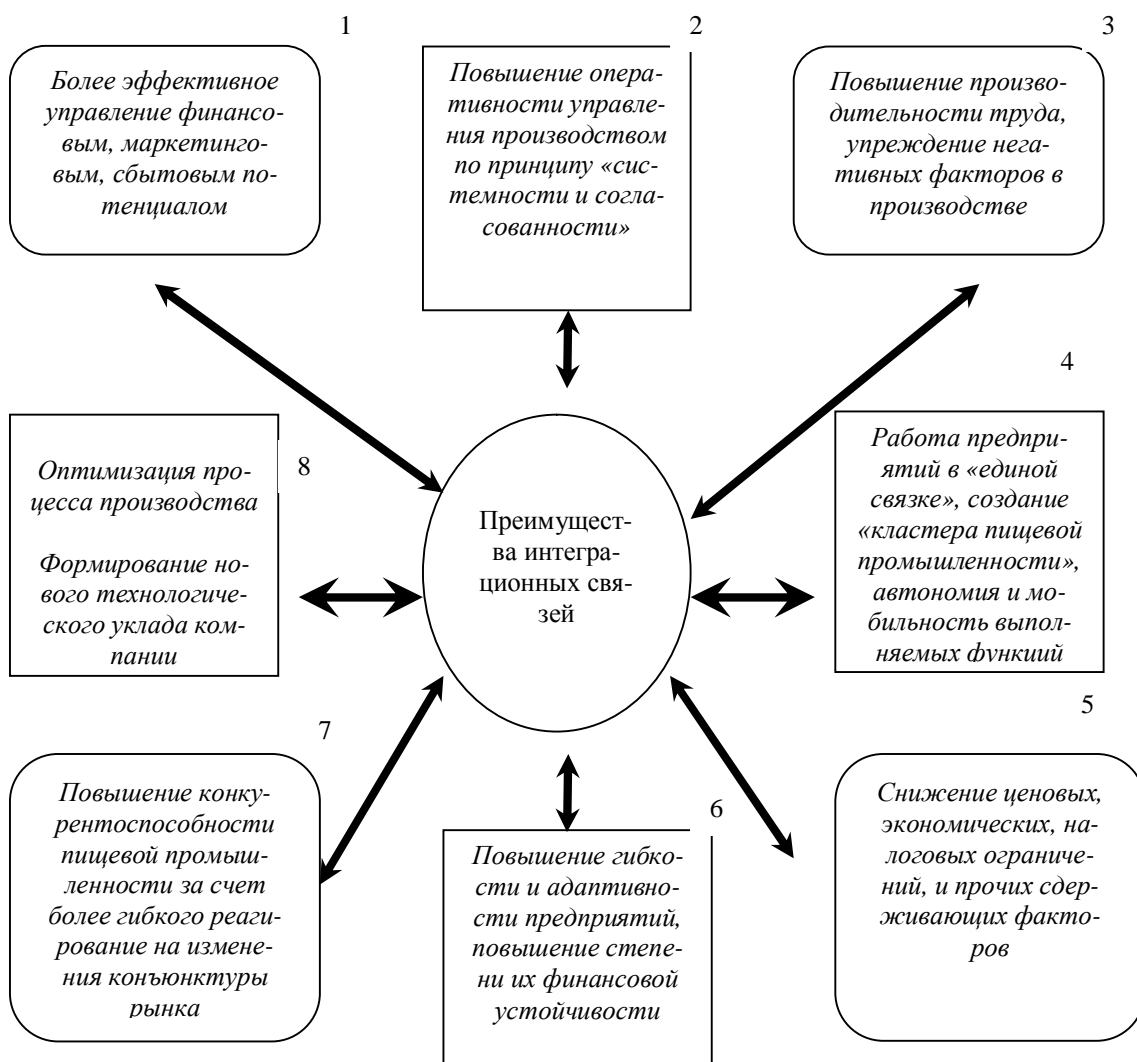 1
Более эффективное
управление финансо-
вым, маркетинго-
вым, сбытовым по-
тенциалом
2
Повышение опера-
тивности управле-
ния производством
по принципу «сис-
темности и согла-
сованности»
3
Повышение произво-
дительности труда,
упреждение нега-
тивных факторов в
производстве
4
Работа предпри-
ятий в «единой
связке», создание
«кластера пищевой
промышленности»,
автономия и мо-
бильность выпол-
няемых функций
8
Оптимизация про-
цесса производства
Формирование но-
вого технологиче-
ского уклада ком-
пании
Преимущест-
ва интегра-
ционных свя-
зей
5
Снижение ценовых,
экономических, на-
логовых ограниче-
ний, и прочих сдер-
живающих факто-
ров
6
Повышение гибко-
сти и адаптивно-
сти предприятий,
повышение степе-
ни их финансовой
устойчивости
7
Повышение конку-
рентоспособности
пищевой промыш-
ленности за счет
более гибкого реаги-
рование на измене-
ния конъюнктуры
рынка